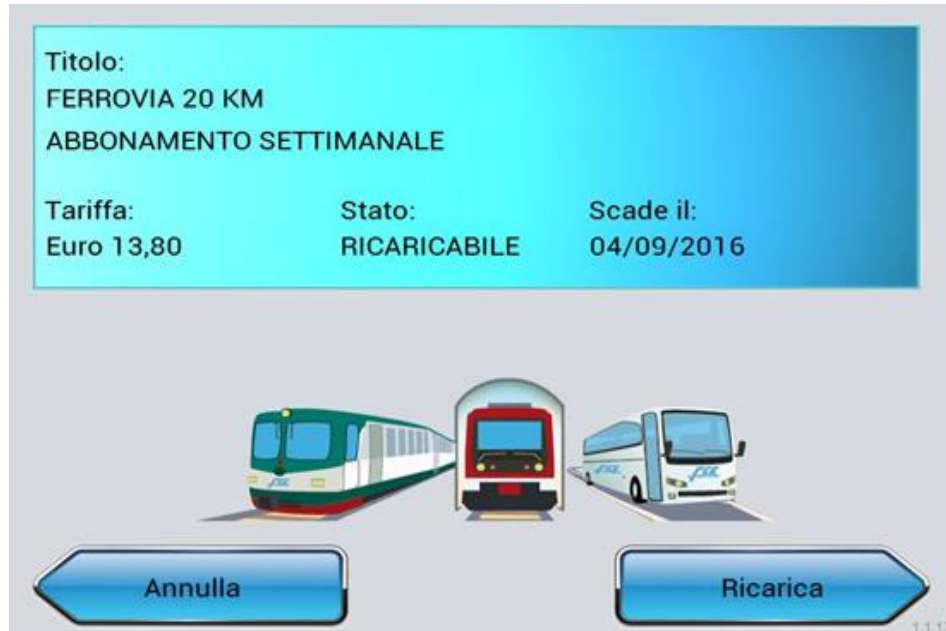 Titolo:
FERROVIA 20 KM
ABBONAMENTO SETTIMANALE
Tariffa: Stato: Scade il:
Euro 13,80 RICARICABILE 04/09/2016
Annulla Ricarica